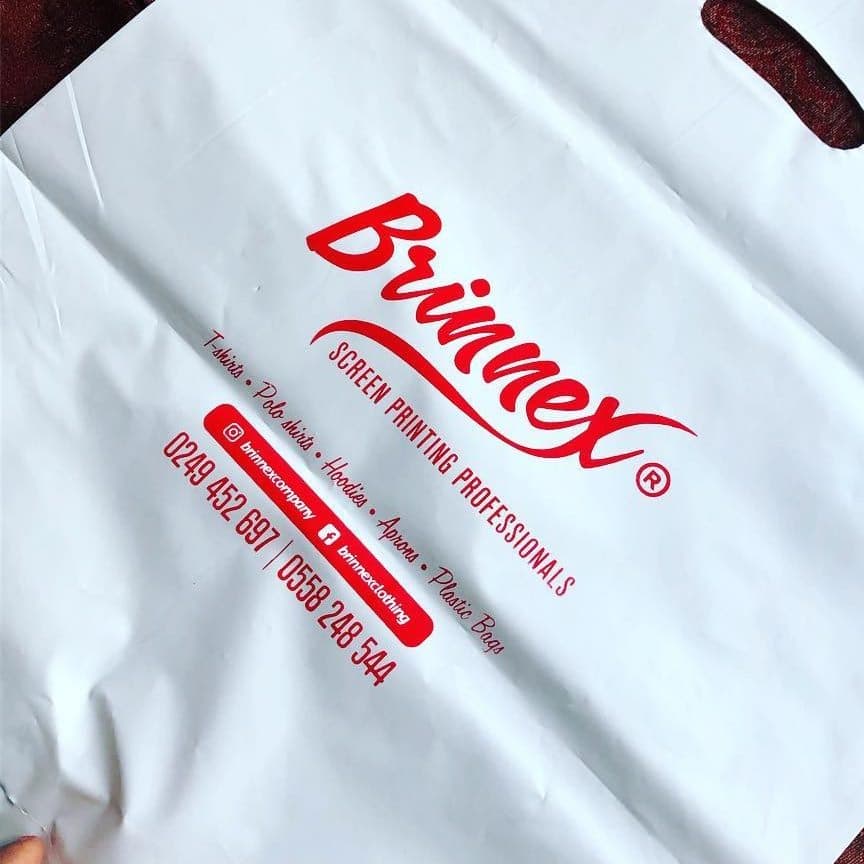 Brinnex®
SCREEN PRINTING PROFESSIONALS
T-shirts • Polo shirts • Hoodies • Aprons • Plastic Bags
brinnexcompany brinnexclothing
0249 452 697 | 0558 248 544